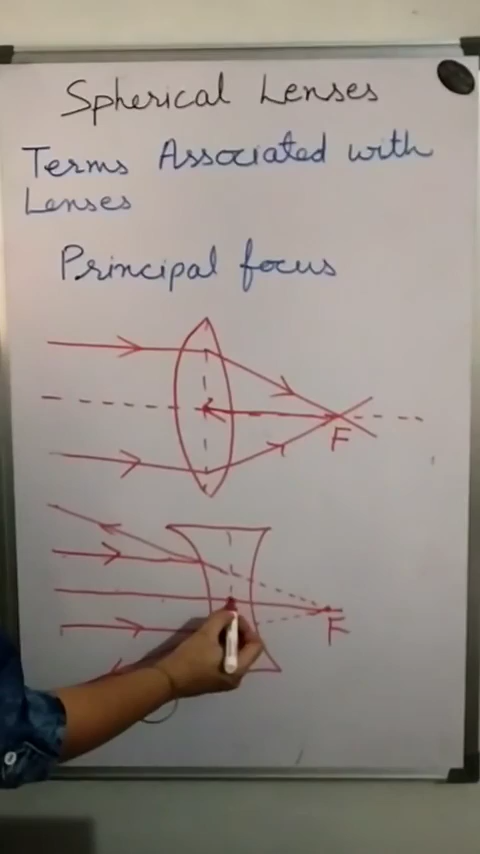 Spherical Lenses
Terms Associated with
Lenses
Principal focus
F
F